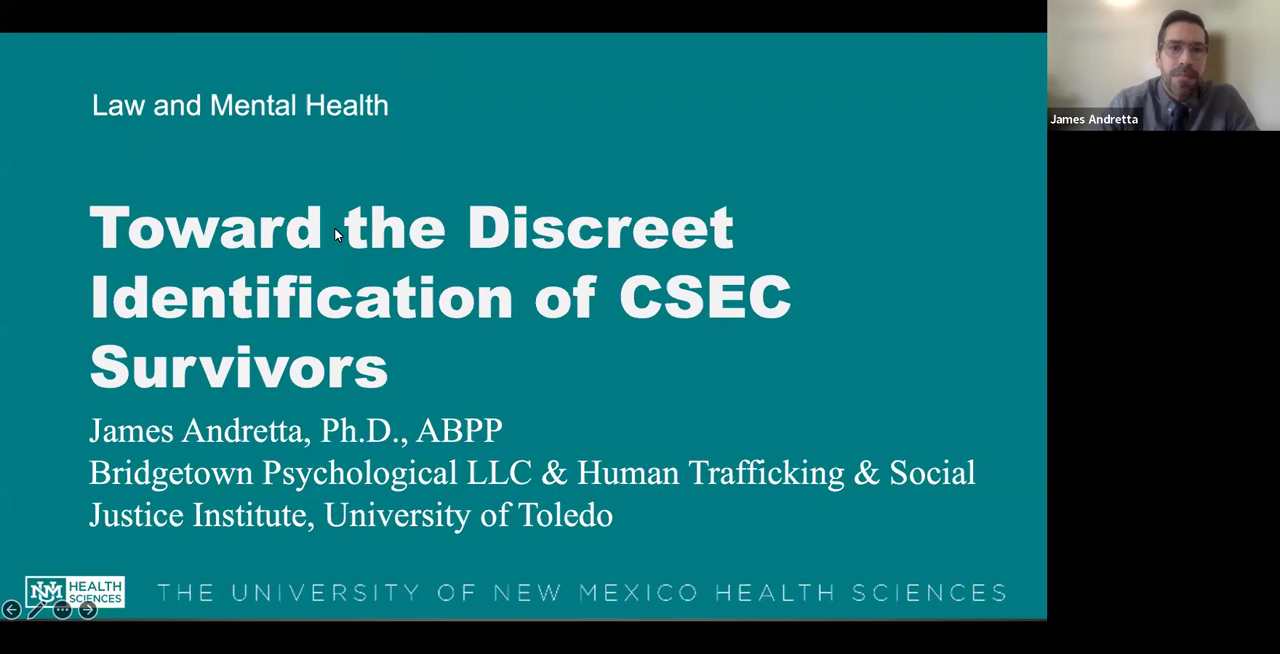 Law and Mental Health
Toward the Discreet
Identification of CSEC
Survivors
James Andretta, Ph.D., ABPP
Bridgetown Psychological LLC & Human Trafficking & Social
Justice Institute, University of Toledo
UNM HEALTH
SCIENCES
THE UNIVERSITY OF NEW MEXICO HEALTH SCIENCES
James Andretta